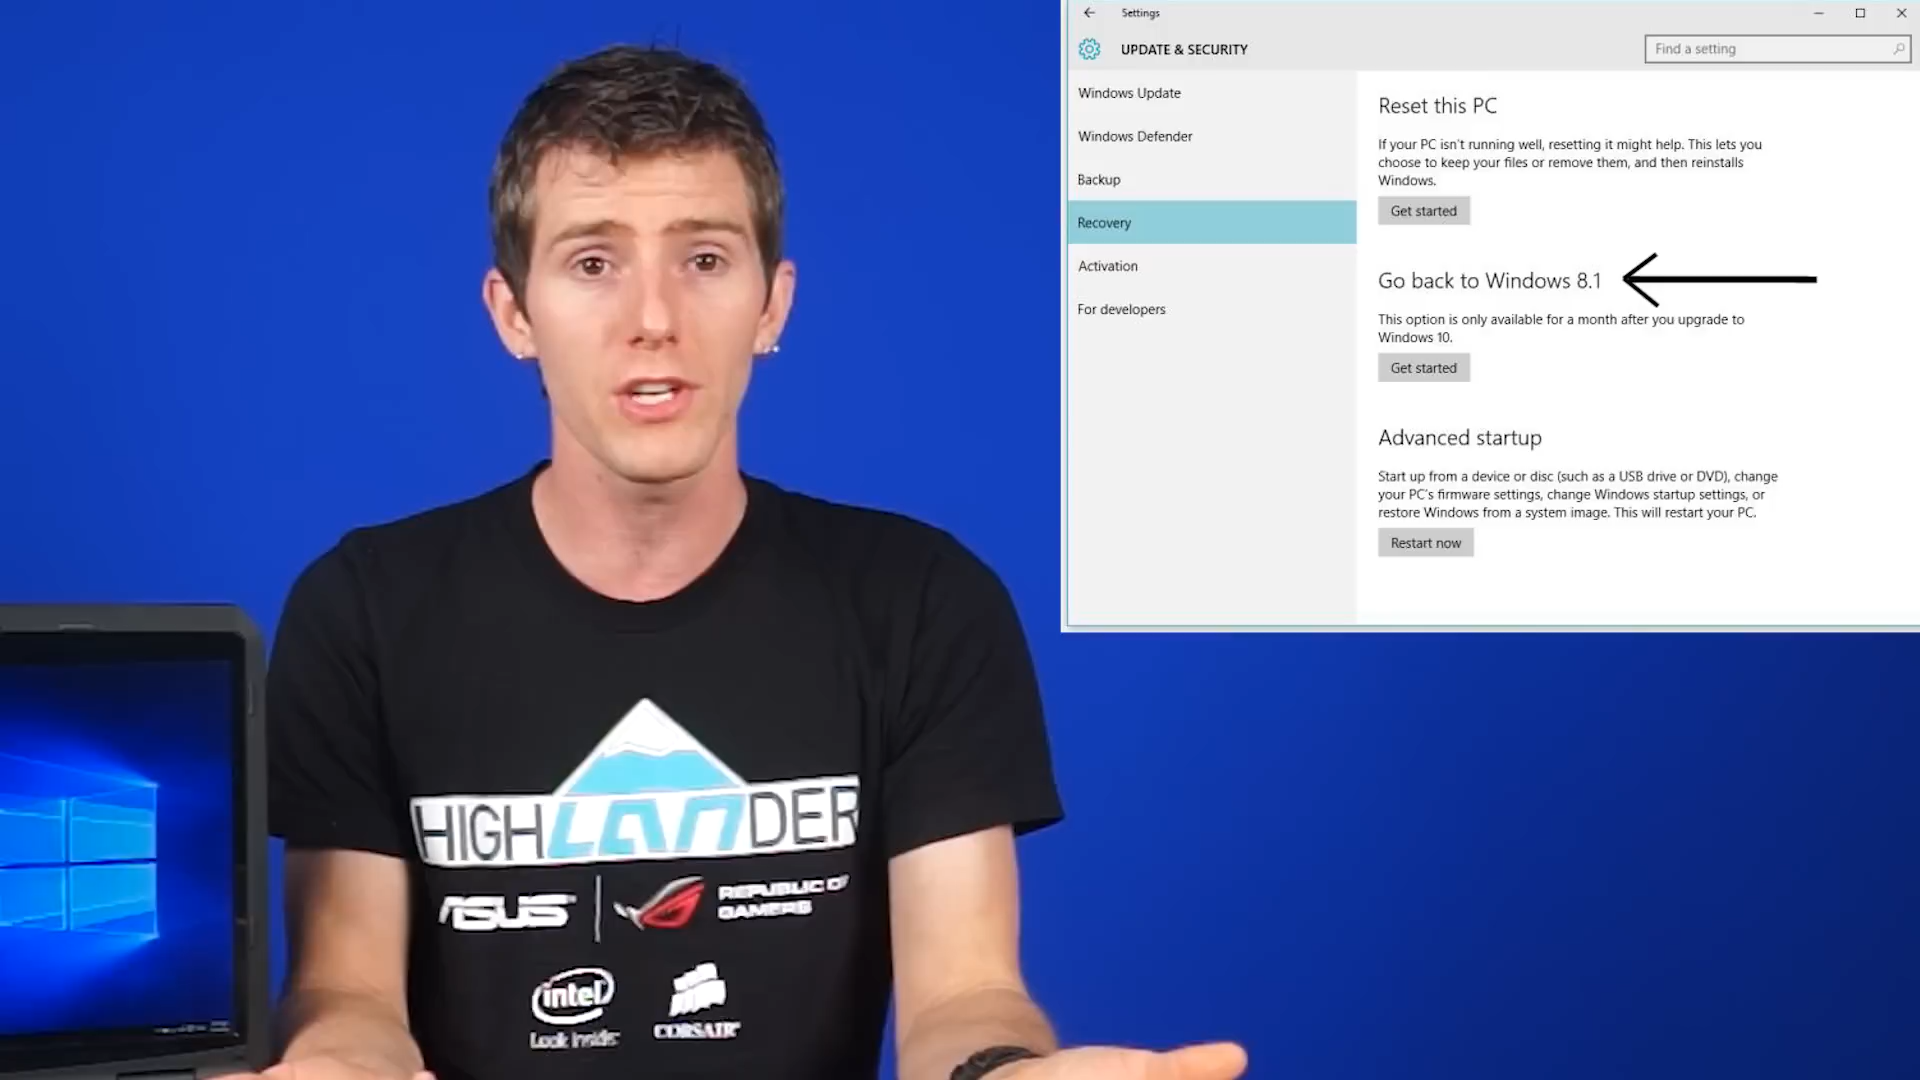 Settings
UPDATE & SECURITY
Find a setting
Windows Update
Windows Defender
Backup
Recovery
Activation
For developers
Reset this PC
If your PC isn't running well, resetting it might help. This lets you
choose to keep your files or remove them, and then reinstalls
Windows.
Get started
Go back to Windows 8.1
This option is only available for a month after you upgrade to
Windows 10.
Get started
Advanced startup
Start up from a device or disc (such as a USB drive or DVD), change
your PC's firmware settings, change Windows startup settings, or
restore Windows from a system image. This will restart your PC.
Restart now
HIGHLANDER
ASUS
REPUBLIC OF
GAMERS
intel
Look Inside
CORSAIR